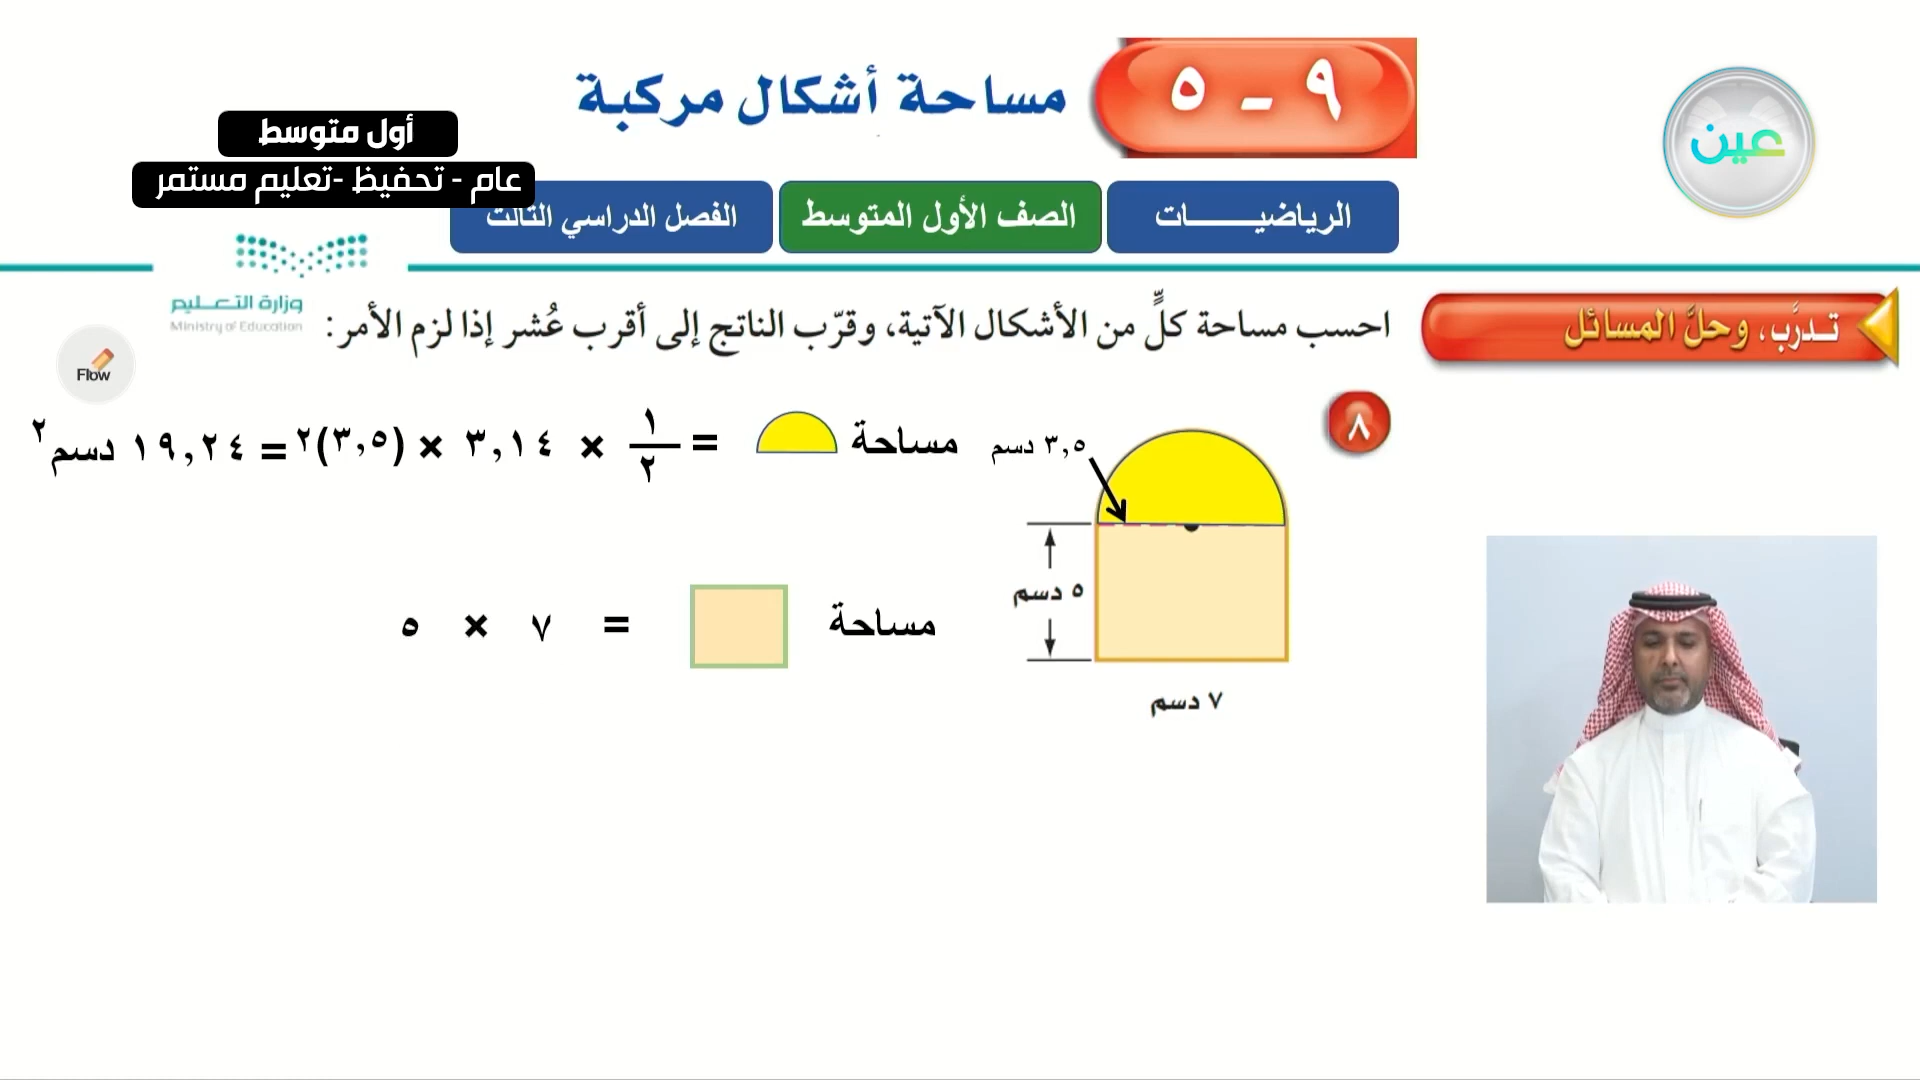 ٩ - ٥ مساحة أشكال مركبة
عين
أول متوسط
عام - تحفيظ -تعليم مستمر
الرياضيـــــــات
الصف الأول المتوسط
الفصل الدراسي الثالث
وزارة التعـــليم
Ministry of Education
Flow
تـدرَّب، وحلَّ المسائل
احسب مساحة كلٍّ من الأشكال الآتية، وقرّب الناتج إلى أقرب عُشر إذا لزم الأمر:
٨
٣,٥ دسم
٥ دسم
٧ دسم
مساحة = ١/٢ × ٣,١٤ × (٣,٥)٢ = ١٩,٢٤ دسم٢
مساحة = ٧ × ٥